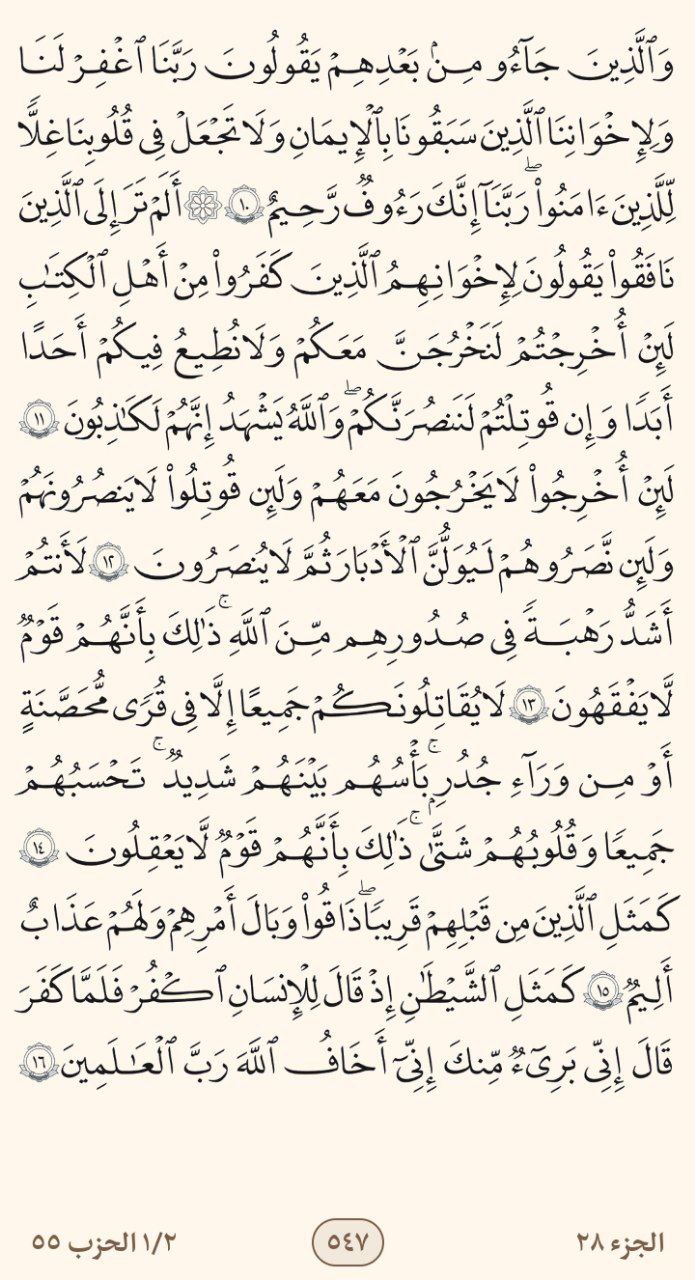 وَٱلَّذِينَ جَآءُو مِنۢ بَعۡدِهِمۡ يَقُولُونَ رَبَّنَا ٱغۡفِرۡ لَنَا
وَلِإِخۡوَٰنِنَا ٱلَّذِينَ سَبَقُونَا بِٱلۡإِيمَٰنِ وَلَا تَجۡعَلۡ فِي قُلُوبِنَا غِلّٗا
لِّلَّذِينَ ءَامَنُواْ رَبَّنَآ إِنَّكَ رَءُوفٞ رَّحِيمٌ ١٠ ۞ أَلَمۡ تَرَ إِلَى ٱلَّذِينَ
نَافَقُواْ يَقُولُونَ لِإِخۡوَٰنِهِمُ ٱلَّذِينَ كَفَرُواْ مِنۡ أَهۡلِ ٱلۡكِتَٰبِ
لَئِنۡ أُخۡرِجۡتُمۡ لَنَخۡرُجَنَّ مَعَكُمۡ وَلَا نُطِيعُ فِيكُمۡ أَحَدًا
أَبَدٗا وَإِن قُوتِلۡتُمۡ لَنَنصُرَنَّكُمۡۖ وَٱللَّهُ يَشۡهَدُ إِنَّهُمۡ لَكَٰذِبُونَ ١١
لَئِنۡ أُخۡرِجُواْ لَا يَخۡرُجُونَ مَعَهُمۡ وَلَئِن قُوتِلُواْ لَا يَنصُرُونَهُمۡ
وَلَئِن نَّصَرُوهُمۡ لَيُوَلُّنَّ ٱلۡأَدۡبَٰرَ ثُمَّ لَا يُنصَرُونَ ١٢ لَأَنتُمۡ
أَشَدُّ رَهۡبَةٗ فِي صُدُورِهِم مِّنَ ٱللَّهِۚ ذَٰلِكَ بِأَنَّهُمۡ قَوۡمٞ
لَّا يَفۡقَهُونَ ١٣ لَا يُقَٰتِلُونَكُمۡ جَمِيعًا إِلَّا فِي قُرٗى مُّحَصَّنَةٍ
أَوۡ مِن وَرَآءِ جُدُرِۭۚ بَأۡسُهُم بَيۡنَهُمۡ شَدِيدٞۚ تَحۡسَبُهُمۡ
جَمِيعٗا وَقُلُوبُهُمۡ شَتَّىٰۚ ذَٰلِكَ بِأَنَّهُمۡ قَوۡمٞ لَّا يَعۡقِلُونَ ١٤
كَمَثَلِ ٱلَّذِينَ مِن قَبۡلِهِمۡ قَرِيبٗاۖ ذَاقُواْ وَبَالَ أَمۡرِهِمۡ وَلَهُمۡ عَذَابٌ
أَلِيمٞ ١٥ كَمَثَلِ ٱلشَّيۡطَٰنِ إِذۡ قَالَ لِلۡإِنسَٰنِ ٱكۡفُرۡ فَلَمَّا كَفَرَ
قَالَ إِنِّي بَرِيٓءٞ مِّنكَ إِنِّيٓ أَخَافُ ٱللَّهَ رَبَّ ٱلۡعَٰلَمِينَ ١٦
الجزء ٢٨
٥٤٧
١/٢ الحزب ٥٥